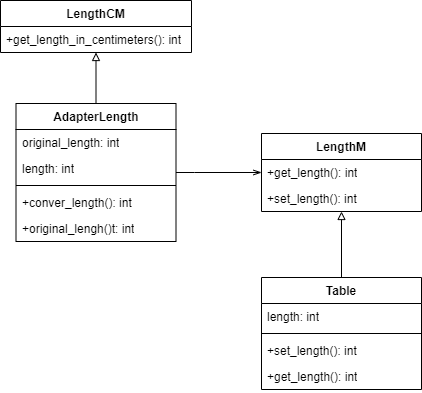 LengthCM
+get_length_in_centimeters(): int
AdapterLength
original_length: int
length: int
+conver_length(): int
+original_lengh()t: int
LengthM
+get_length(): int
+set_length(): int
Table
length: int
+set_length(): int
+get_length(): int